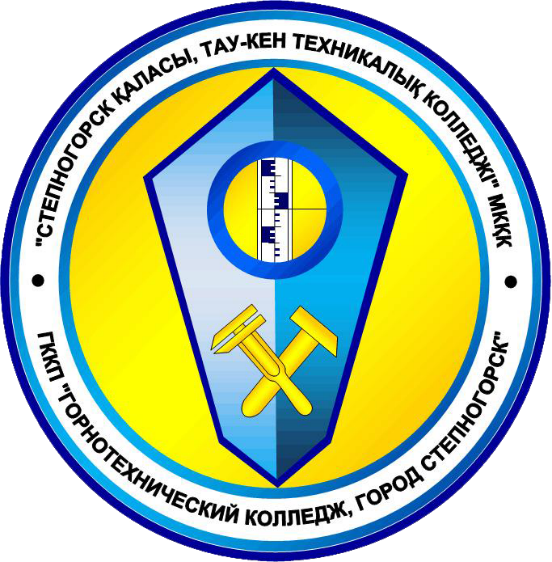 "СТЕПНОГОРСК ҚАЛАСЫ, ТАУ-КЕН ТЕХНИКАЛЫҚ КОЛЛЕДЖІ" МКҚК
ГККП "ГОРНОТЕХНИЧЕСКИЙ КОЛЛЕДЖ, ГОРОД СТЕПНОГОРСК"